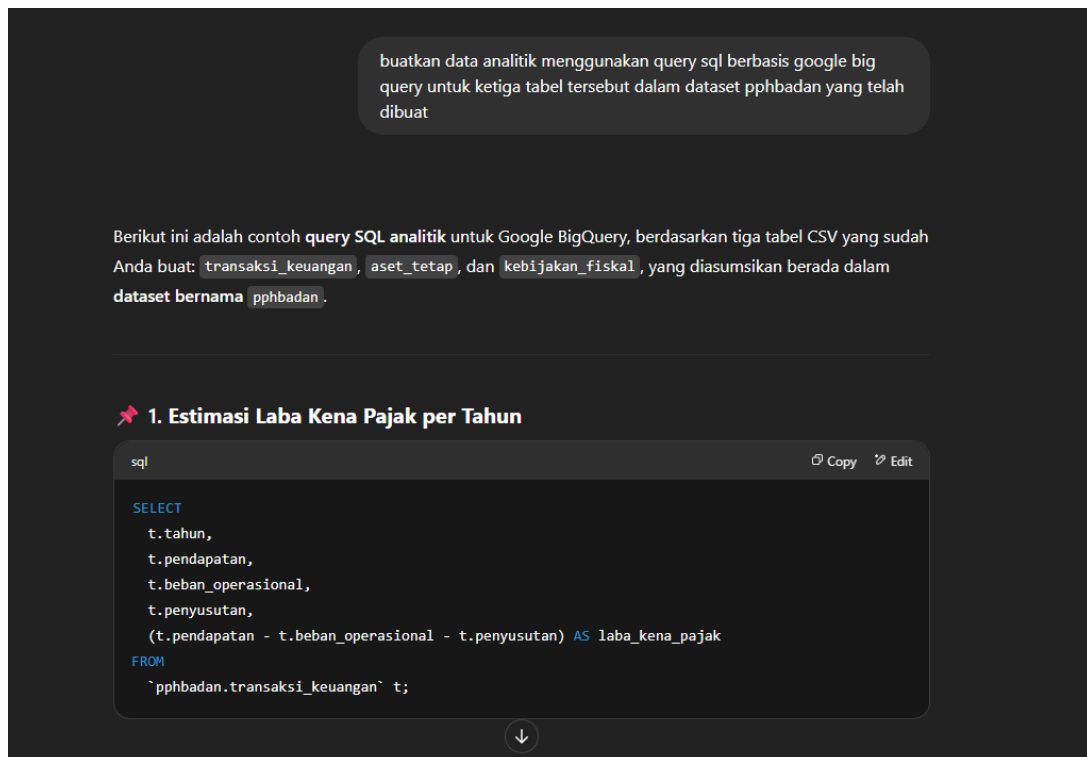 buatkan data analitik menggunakan query sql berbasis google big
query untuk ketiga tabel tersebut dalam dataset pphbadan yang telah
dibuat
Berikut ini adalah contoh query SQL analitik untuk Google BigQuery, berdasarkan tiga tabel CSV yang sudah
Anda buat: transaksi_keuangan, aset_tetap, dan kebijakan_fiskal, yang diasumsikan berada dalam
dataset bernama pphbadan.
📌 1. Estimasi Laba Kena Pajak per Tahun
sql Copy Edit
SELECT
  t.tahun,
  t.pendapatan,
  t.beban_operasional,
  t.penyusutan,
  (t.pendapatan - t.beban_operasional - t.penyusutan) AS laba_kena_pajak
FROM
  `pphbadan.transaksi_keuangan` t;